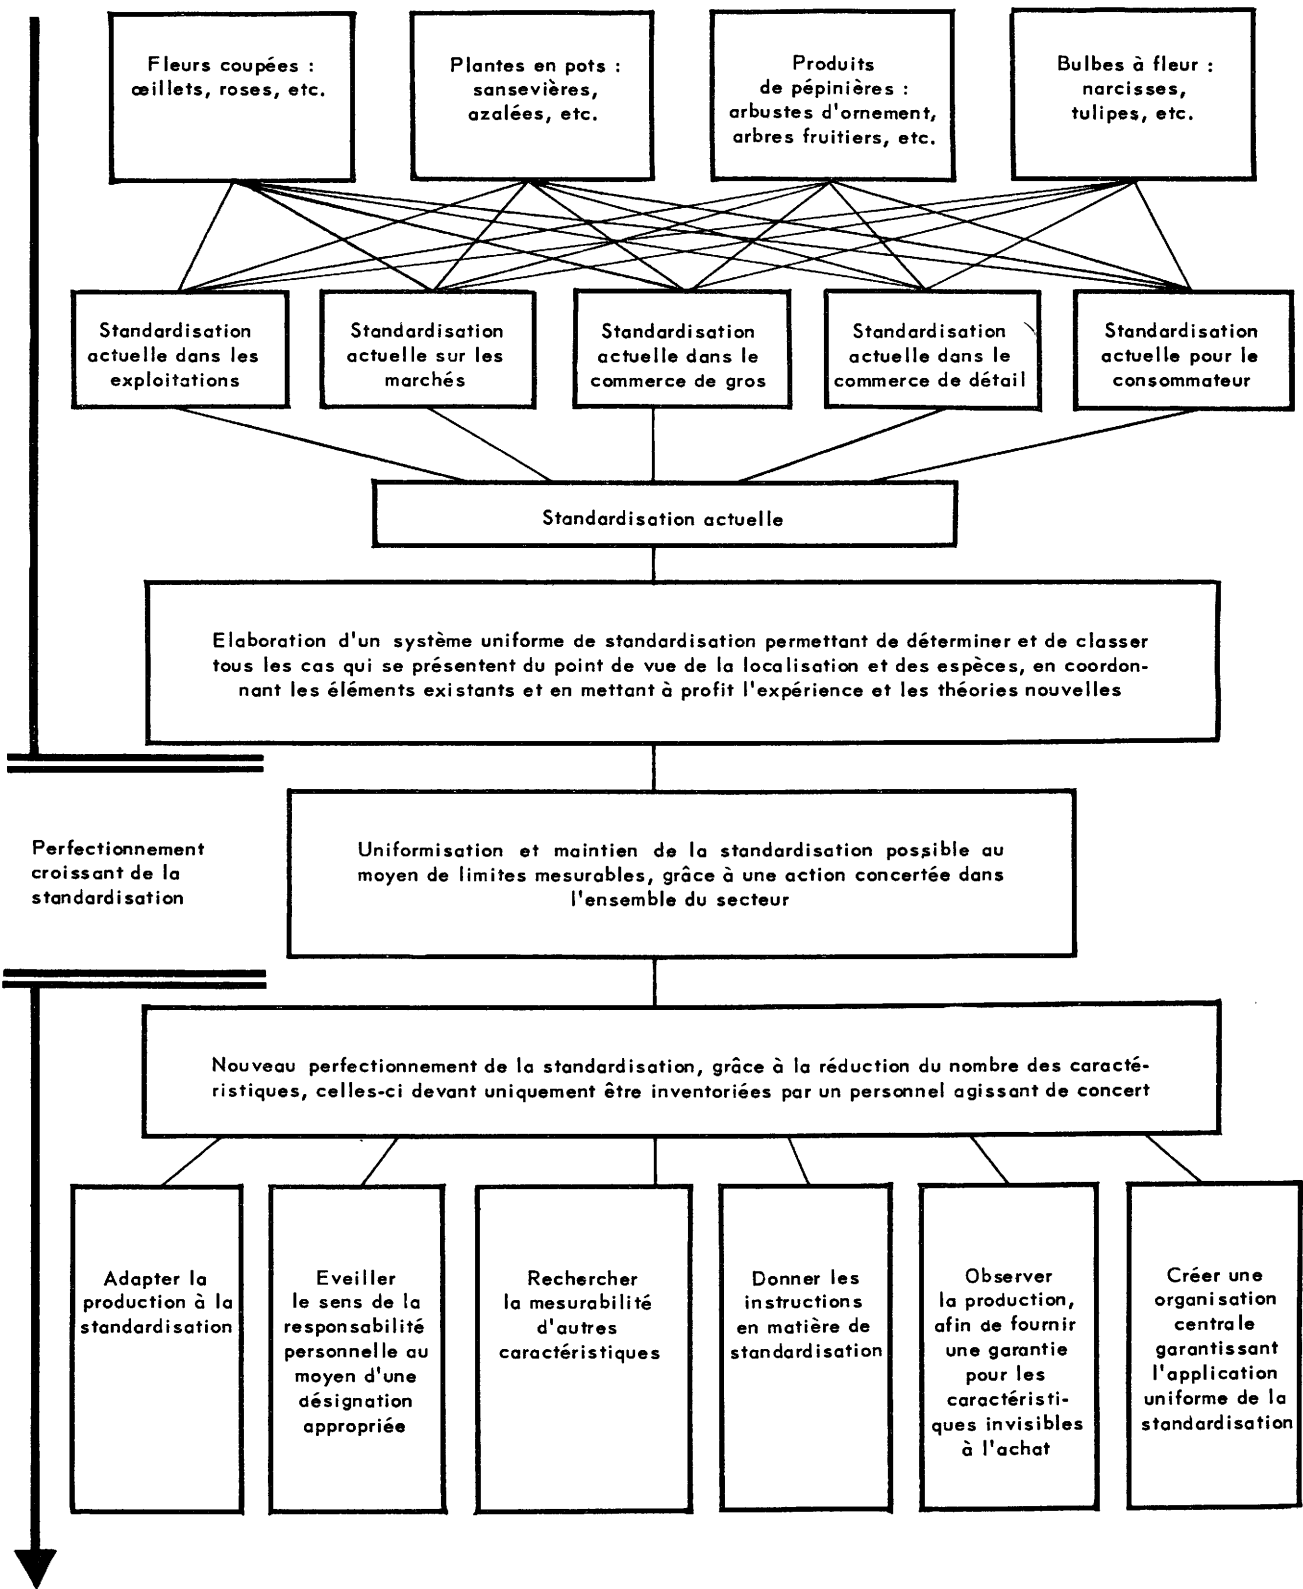 Fleurs coupées :
œillets, roses, etc.
Plantes en pots :
sansevières,
azalées, etc.
Produits
de pépinières :
arbustes d'ornement,
arbres fruitiers, etc.
Bulbes à fleur :
narcisses,
tulipes, etc.
Standardisation
actuelle dans les
exploitations
Standardisation
actuelle sur les
marchés
Standardisation
actuelle dans le
commerce de gros
Standardisation
actuelle dans le
commerce de détail
Standardisation
actuelle pour le
consommateur
Standardisation actuelle
Elaboration d'un système uniforme de standardisation permettant de déterminer et de classer
tous les cas qui se présentent du point de vue de la localisation et des espèces, en coordon-
nant les éléments existants et en mettant à profit l'expérience et les théories nouvelles
Perfectionnement
croissant de la
standardisation
Uniformisation et maintien de la standardisation possible au
moyen de limites mesurables, grâce à une action concertée dans
l'ensemble du secteur
Nouveau perfectionnement de la standardisation, grâce à la réduction du nombre des caracté-
ristiques, celles-ci devant uniquement être inventoriées par un personnel agissant de concert
Adapter la
production à la
standardisation
Eveiller
le sens de la
responsabilité
personnelle au
moyen d'une
désignation
appropriée
Rechercher
la mesurabilité
d'autres
caractéristiques
Donner les
instructions
en matière de
standardisation
Observer
la production,
afin de fournir
une garantie
pour les
caractéristi-
ques invisibles
à l'achat
Créer une
organisation
centrale
garantissant
l'application
uniforme de la
standardisation